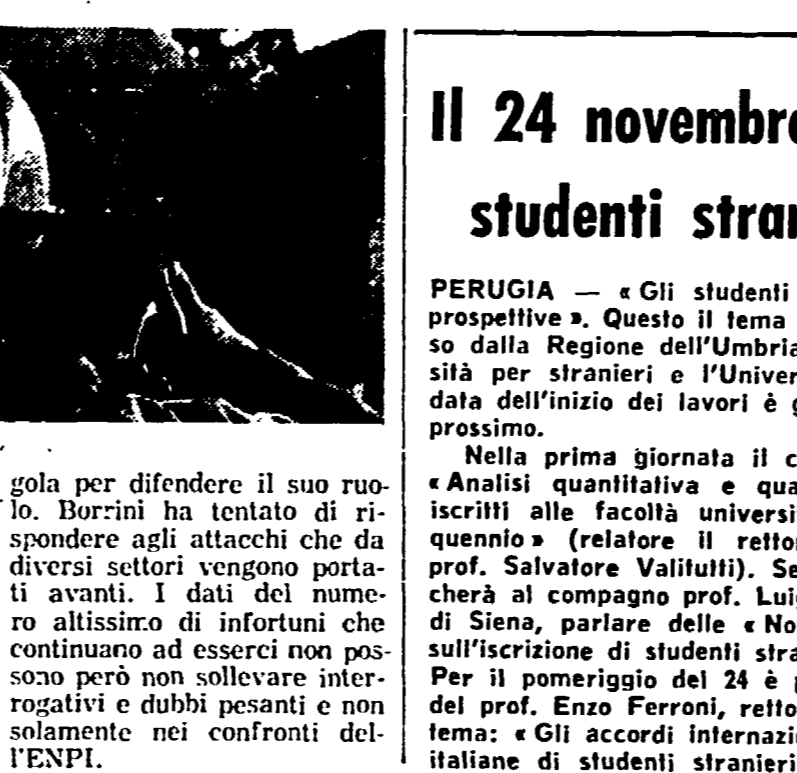 gola per difendere il suo ruo-
lo. Borrini ha tentato di ri-
spondere agli attacchi che da
diversi settori vengono porta-
ti avanti. I dati del nume-
ro altissimo di infortuni che
continuano ad esserci non pos-
sono però non sollevare inter-
rogativi e dubbi pesanti e non
solamente nei confronti del-
l'ENPI.
Il 24 novembre
studenti stran
PERUGIA — « Gli studenti
prospettive ». Questo il tema
so dalla Regione dell'Umbria
sità per stranieri e l'Univer
data dell'inizio dei lavori è g
prossimo.
Nella prima giornata il c
« Analisi quantitativa e qua
iscritti alle facoltà universi
quennio » (relatore il rettor
prof. Salvatore Valitutti). Se
cherà al compagno prof. Luig
di Siena, parlare delle « No
sull'iscrizione di studenti stra
Per il pomeriggio del 24 è p
del prof. Enzo Ferroni, retto
tema: « Gli accordi internazi
italiane di studenti stranieri